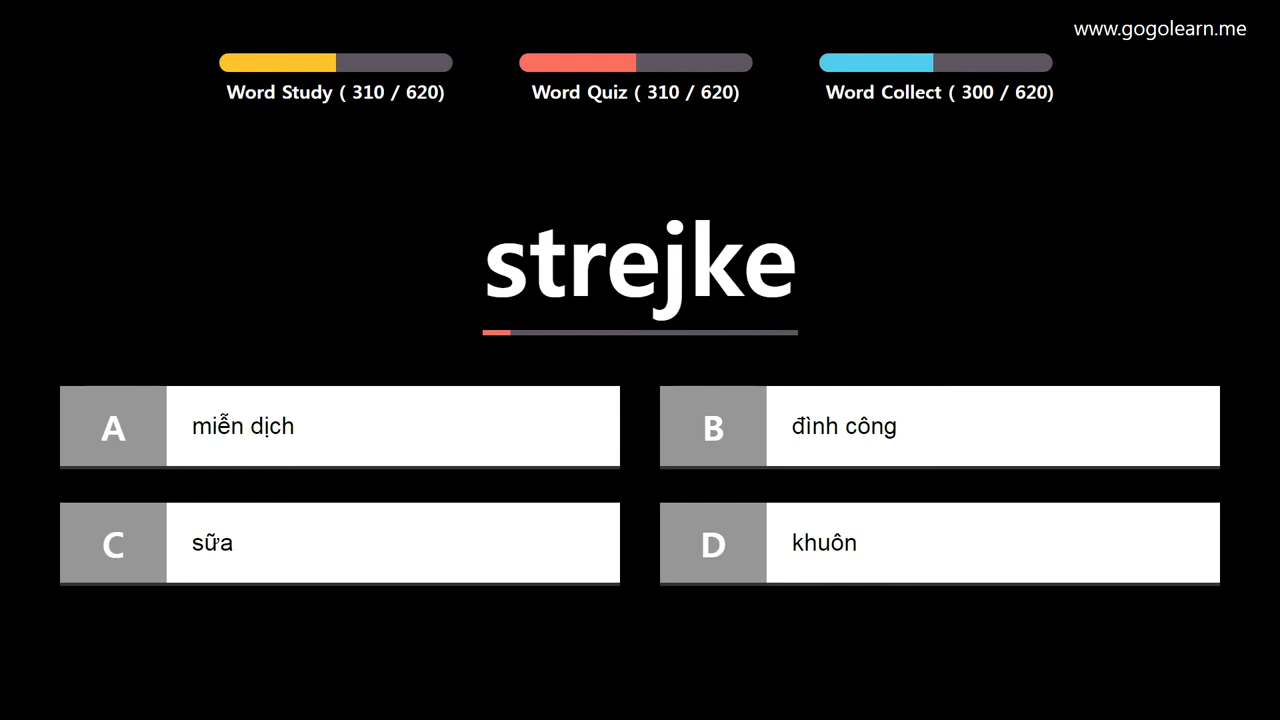 www.gogolearn.me
Word Study ( 310 / 620)
Word Quiz ( 310 / 620)
Word Collect ( 300 / 620)
strejke
A
miễn dịch
B
đình công
C
sữa
D
khuôn